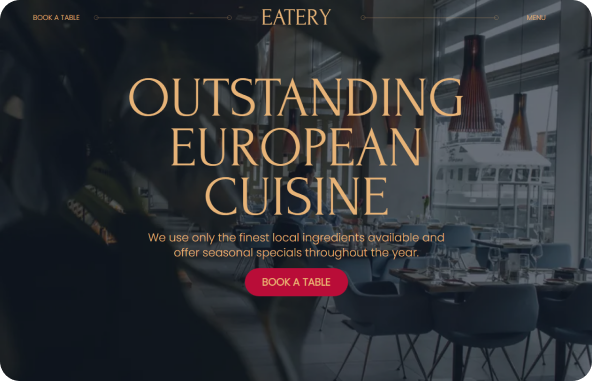 BOOK A TABLE
EATERY
MENU
OUTSTANDING
EUROPEAN
CUISINE
We use only the finest local ingredients available and
offer seasonal specials throughout the year.
BOOK A TABLE